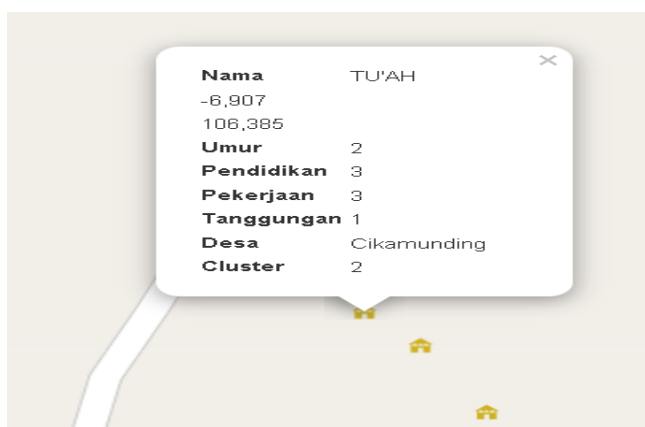 Nama TU'AH
-6,907
106,385
Umur 2
Pendidikan 3
Pekerjaan 3
Tanggungan 1
Desa Cikamunding
Cluster 2